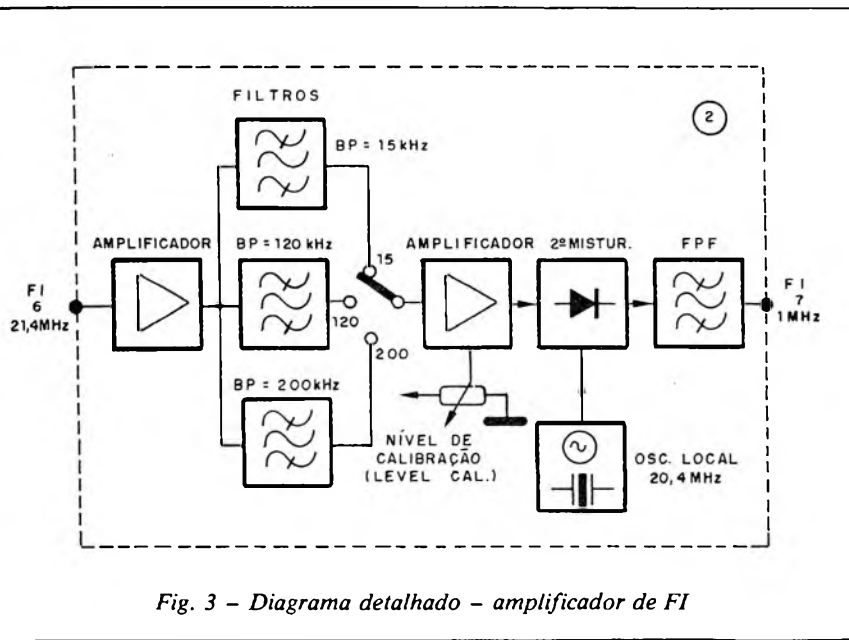 FILTROS
2
BP = 15 kHz
AMPLIFICADOR
BP = 120 kHz
AMPLIFICADOR
2º MISTUR.
FPF
15
FI
6
21,4MHz
120
FI
7
1MHz
200
BP = 200kHz
NÍVEL DE
CALIBRAÇÃO
(LEVEL CAL.)
OSC. LOCAL
20,4 MHz
Fig. 3 – Diagrama detalhado – amplificador de FI